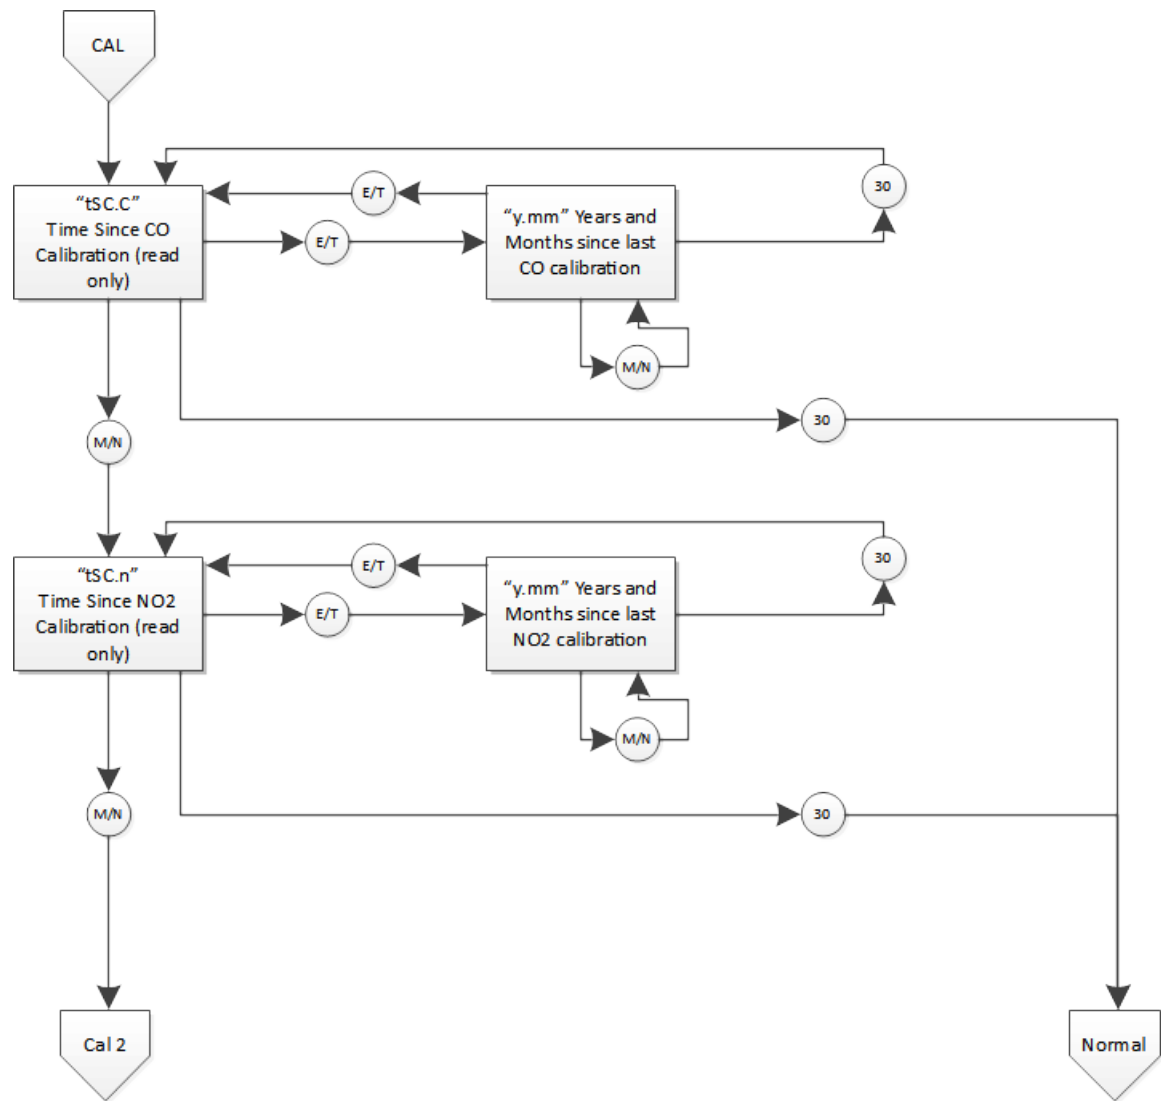 CAL
E/T
30
“tSC.C”
Time Since CO
Calibration (read
only)
“y.mm” Years and
Months since last
CO calibration
E/T
M/N
30
M/N
E/T
30
“tSC.n”
Time Since NO2
Calibration (read
only)
“y.mm” Years and
Months since last
NO2 calibration
E/T
M/N
M/N
30
Cal 2
Normal